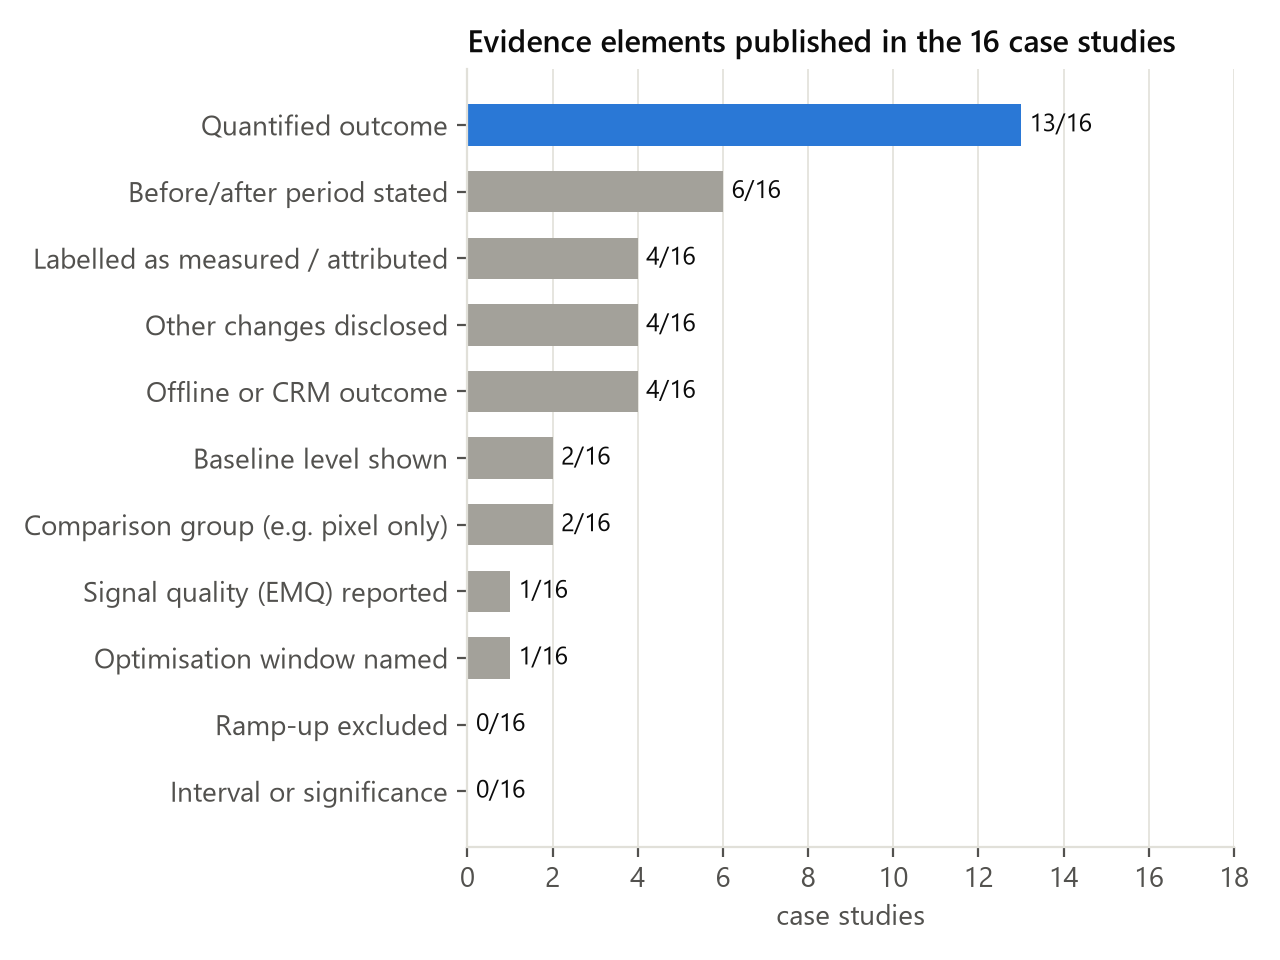 Evidence elements published in the 16 case studies
Quantified outcome 13/16
Before/after period stated 6/16
Labelled as measured / attributed 4/16
Other changes disclosed 4/16
Offline or CRM outcome 4/16
Baseline level shown 2/16
Comparison group (e.g. pixel only) 2/16
Signal quality (EMQ) reported 1/16
Optimisation window named 1/16
Ramp-up excluded 0/16
Interval or significance 0/16
0 2 4 6 8 10 12 14 16 18
case studies